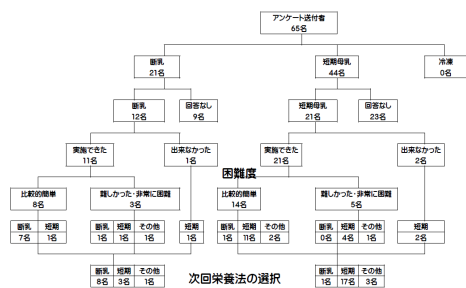 アンケート送付者
65名
断乳
21名
短期母乳
44名
冷凍
0名
断乳
12名
回答なし
9名
短期母乳
21名
回答なし
23名
実施できた
11名
出来なかった
1名
実施できた
21名
出来なかった
2名
困難度
比較的簡単
8名
難しかった・非常に困難
3名
比較的簡単
14名
難しかった・非常に困難
5名
断乳 短期
7名 1名
断乳 短期 その他
1名 1名 1名
短期
1名
断乳 短期 その他
1名 11名 2名
断乳 短期 その他
0名 4名 1名
短期
2名
断乳 短期 その他
8名 3名 1名
次回栄養法の選択
断乳 短期 その他
1名 17名 3名